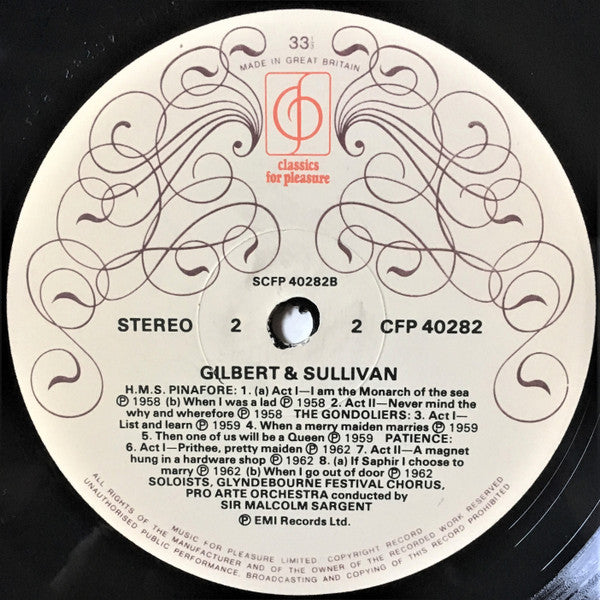 33⅓
MADE IN GREAT BRITAIN
classics
for pleasure
SCFP 40282B
STEREO 2 2 CFP 40282
GILBERT & SULLIVAN
H.M.S. PINAFORE: 1. (a) Act I—I am the Monarch of the sea
Ⓟ 1958 (b) When I was a lad Ⓟ 1958 2. Act II—Never mind the
why and wherefore Ⓟ 1958 THE GONDOLIERS: 3. Act I—
List and learn Ⓟ 1959 4. When a merry maiden marries Ⓟ 1959
5. Then one of us will be a Queen Ⓟ 1959 PATIENCE:
6. Act I—Prithee, pretty maiden Ⓟ 1962 7. Act II—A magnet
hung in a hardware shop Ⓟ 1962 8. (a) If Saphir I choose to
marry Ⓟ 1962 (b) When I go out of door Ⓟ 1962
SOLOISTS, GLYNDEBOURNE FESTIVAL CHORUS,
PRO ARTE ORCHESTRA conducted by
SIR MALCOLM SARGENT
Ⓟ EMI Records Ltd.
MUSIC FOR PLEASURE LIMITED. COPYRIGHT RECORD.
ALL RIGHTS OF THE MANUFACTURER AND OF THE OWNER OF THE RECORDED WORK RESERVED
UNAUTHORISED PUBLIC PERFORMANCE, BROADCASTING AND COPYING OF THIS RECORD PROHIBITED